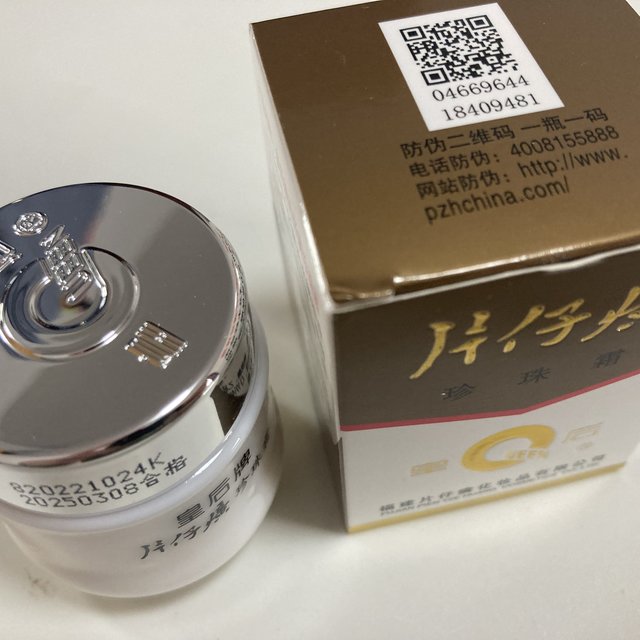 04669644
18409481
防伪二维码 一瓶一码
电话防伪：4008155888
网站防伪：http://www.
pzhchina.com/
片仔癀
珍珠霜
皇后
福建片仔癀化妆品有限公司
B20221024K
20250308合格
皇后牌
片仔癀